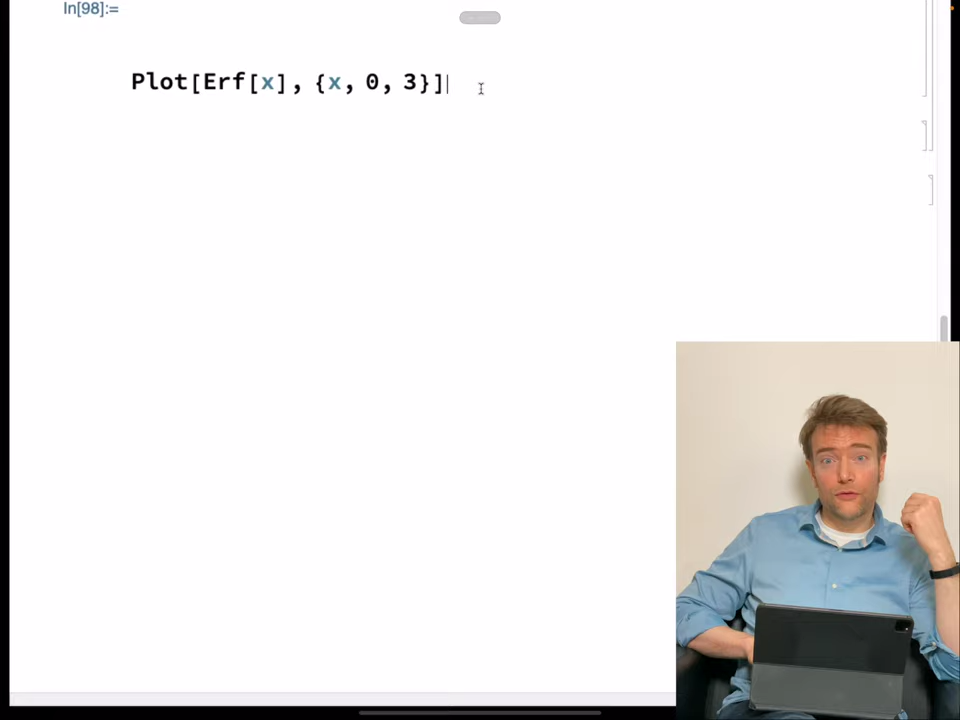 In[98]:=
Plot[Erf[x], {x, 0, 3}]